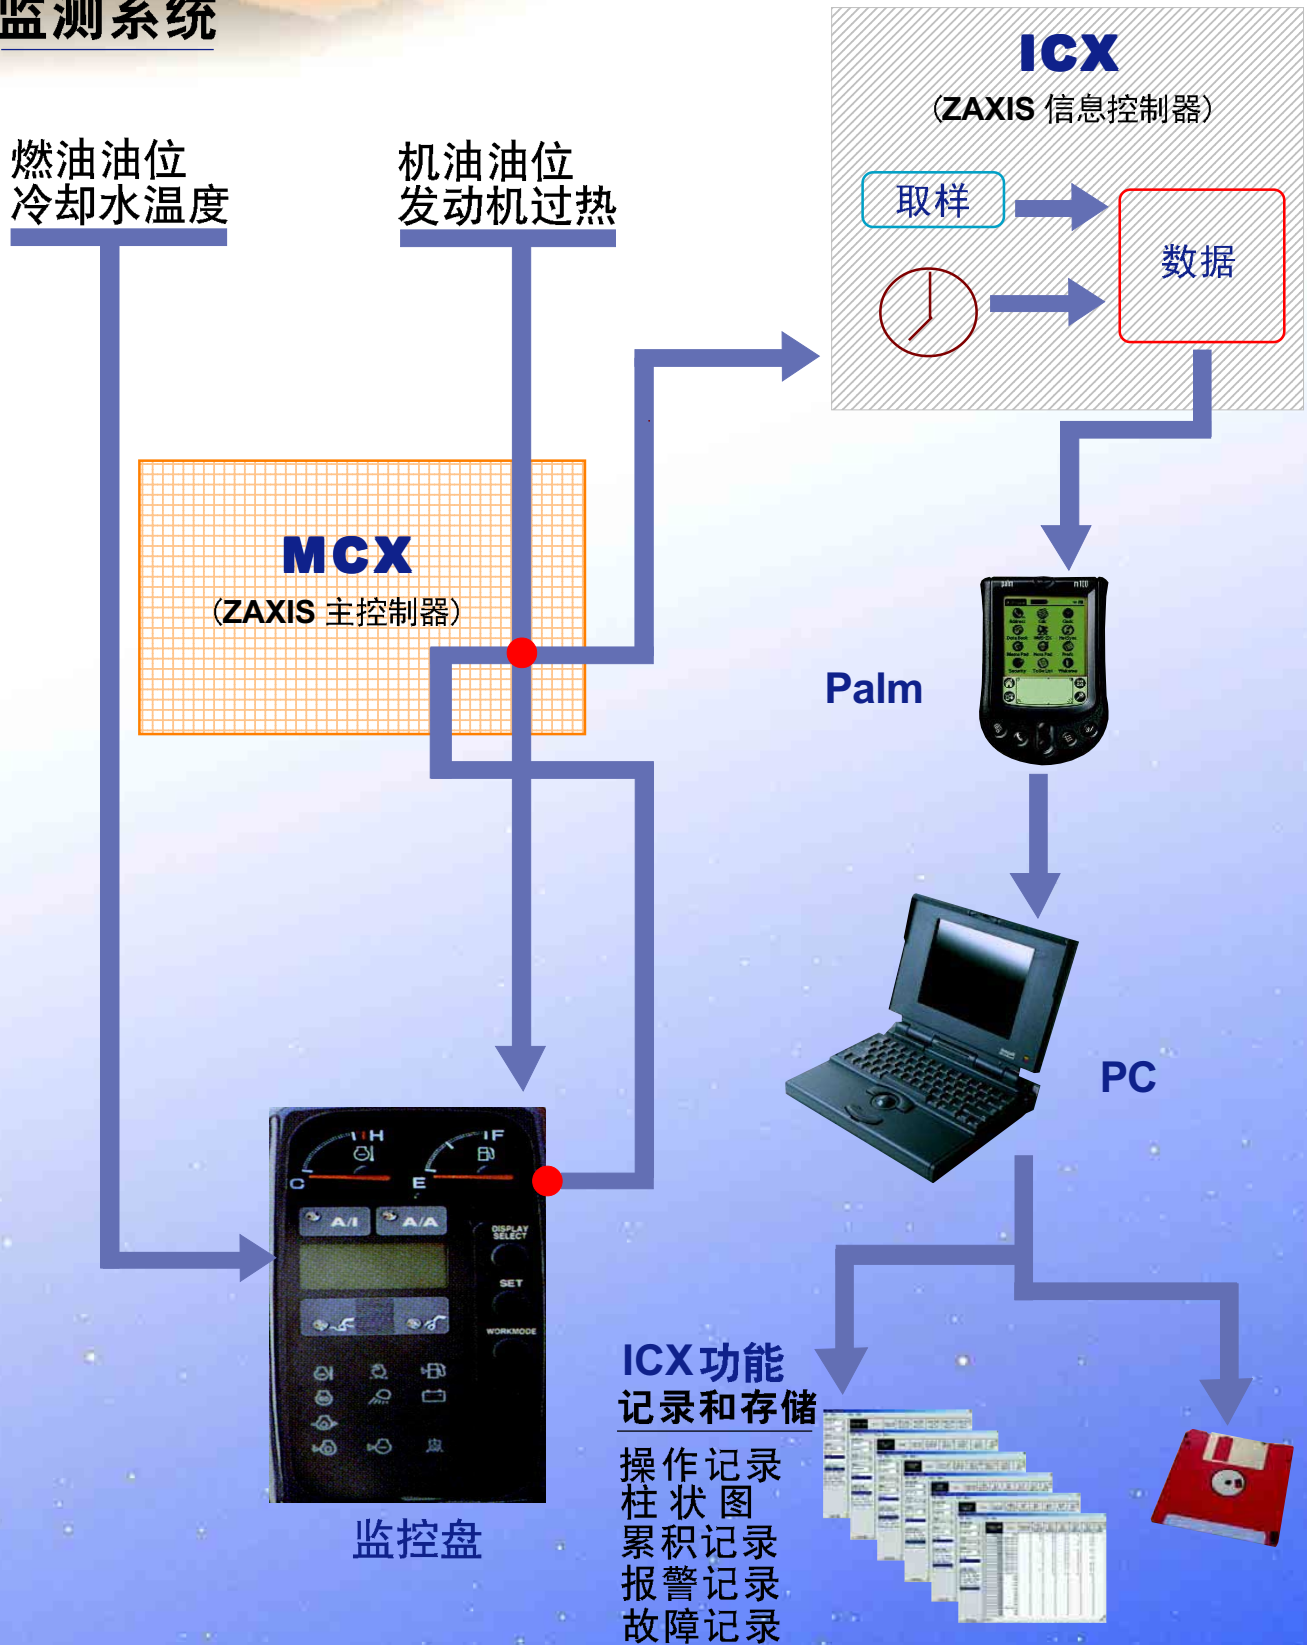 监测系统
ICX
(ZAXIS 信息控制器)
燃油油位
冷却水温度
机油油位
发动机过热
取样
数据
MCX
(ZAXIS 主控制器)
palm
m100
Palm
PC
H
C
F
E
A/I
A/A
DISPLAY
SELECT
SET
WORKMODE
监控盘
ICX功能
记录和存储
操作记录
柱状图
累积记录
报警记录
故障记录